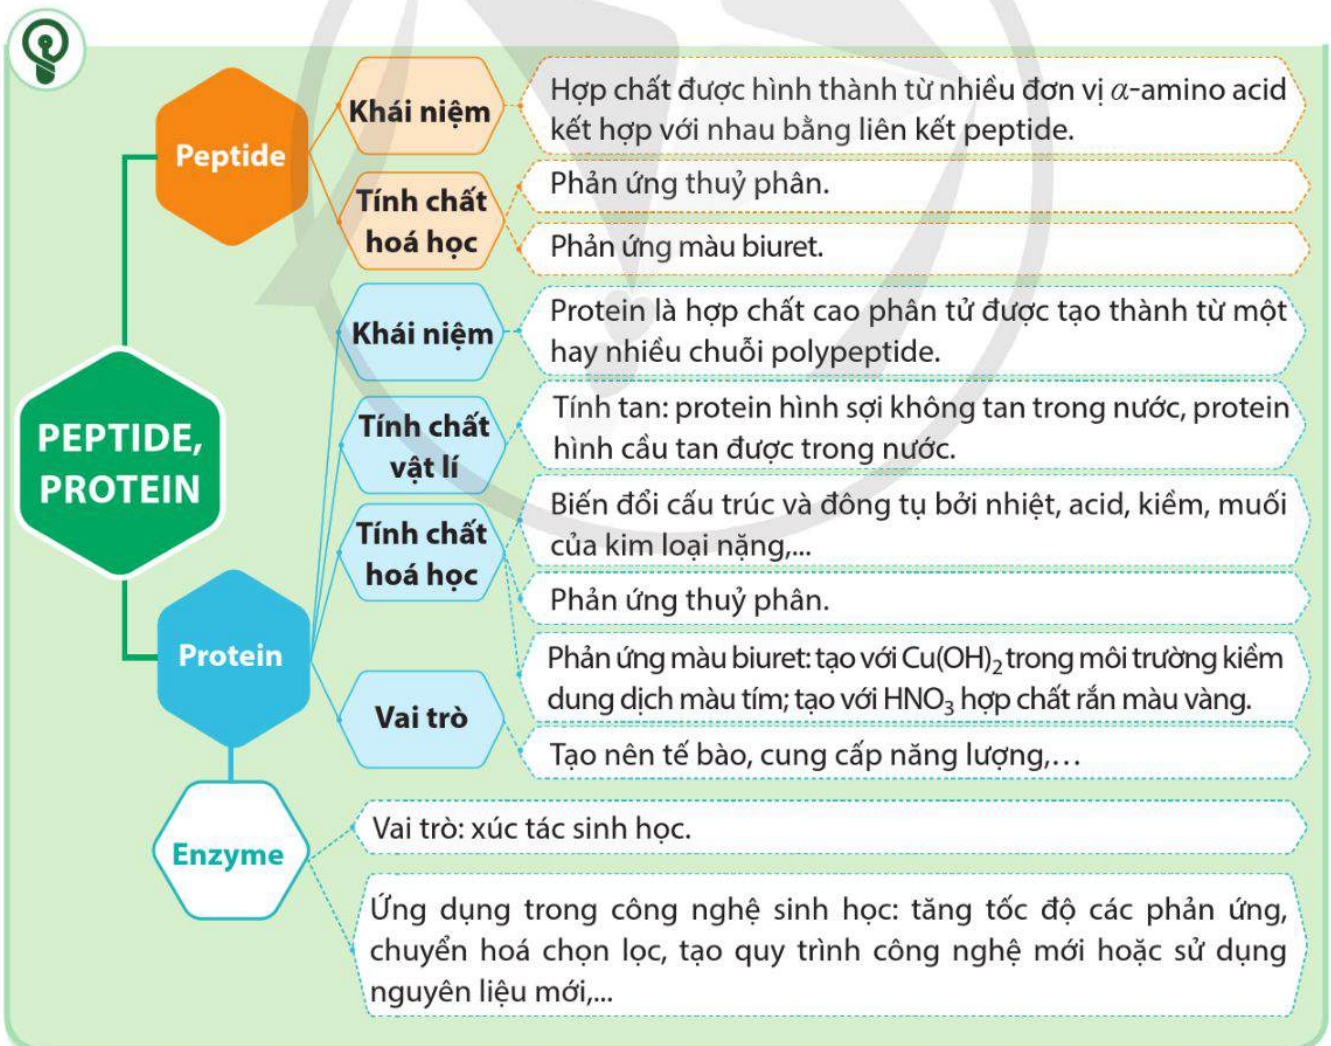 PEPTIDE,
PROTEIN
Peptide
Khái niệm
Hợp chất được hình thành từ nhiều đơn vị α-amino acid
kết hợp với nhau bằng liên kết peptide.
Tính chất
hoá học
Phản ứng thuỷ phân.
Phản ứng màu biuret.
Protein
Khái niệm
Protein là hợp chất cao phân tử được tạo thành từ một
hay nhiều chuỗi polypeptide.
Tính chất
vật lí
Tính tan: protein hình sợi không tan trong nước, protein
hình cầu tan được trong nước.
Tính chất
hoá học
Biến đổi cấu trúc và đông tụ bởi nhiệt, acid, kiềm, muối
của kim loại nặng,...
Phản ứng thuỷ phân.
Phản ứng màu biuret: tạo với Cu(OH)₂ trong môi trường kiềm
dung dịch màu tím; tạo với HNO₃ hợp chất rắn màu vàng.
Vai trò
Tạo nên tế bào, cung cấp năng lượng,…
Enzyme
Vai trò: xúc tác sinh học.
Ứng dụng trong công nghệ sinh học: tăng tốc độ các phản ứng,
chuyển hoá chọn lọc, tạo quy trình công nghệ mới hoặc sử dụng
nguyên liệu mới,...